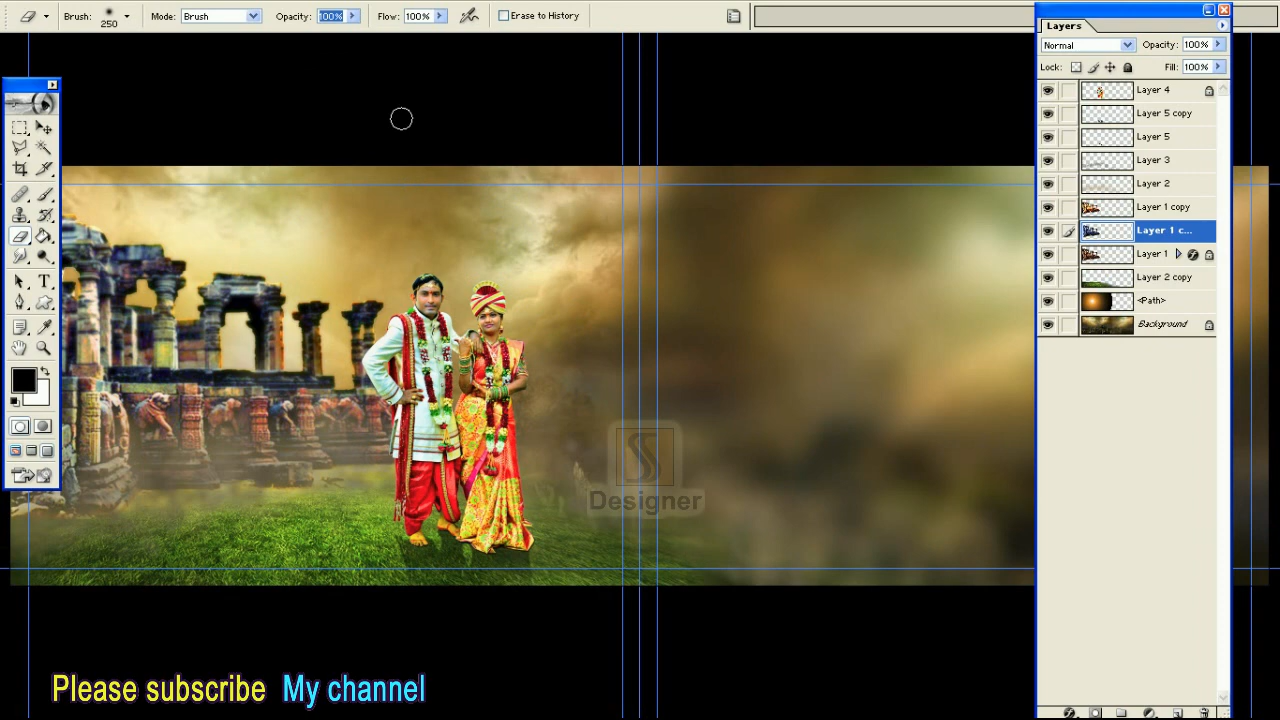 Brush: 250 Mode: Brush Opacity: 100% Flow: 100% Erase to History
Layers
Normal Opacity: 100%
Lock: Fill: 100%
Layer 4
Layer 5 copy
Layer 5
Layer 3
Layer 2
Layer 1 copy
Layer 1 c...
Layer 1
Layer 2 copy
<Path>
Background
Designer
Please subscribe My channel